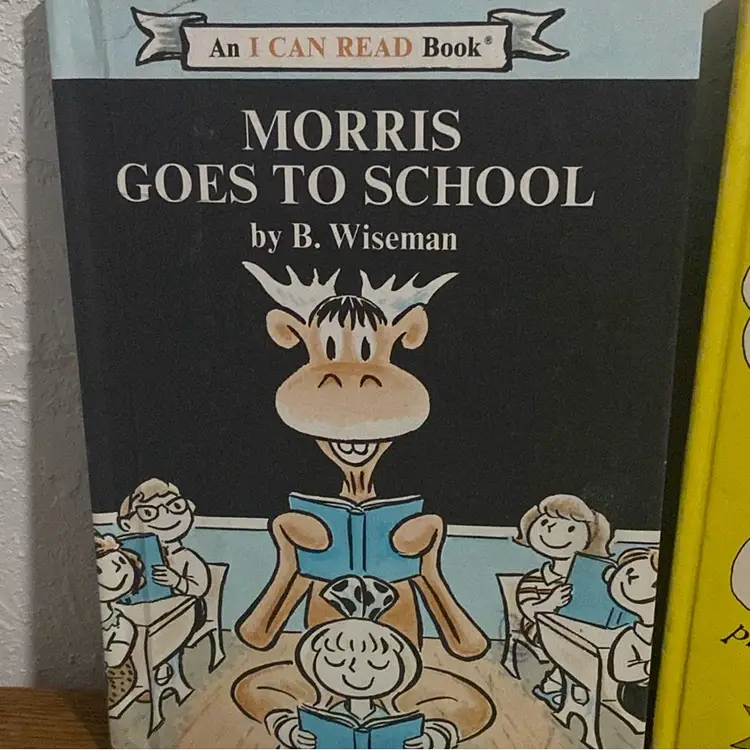 An I CAN READ Book®
MORRIS
GOES TO SCHOOL
by B. Wiseman